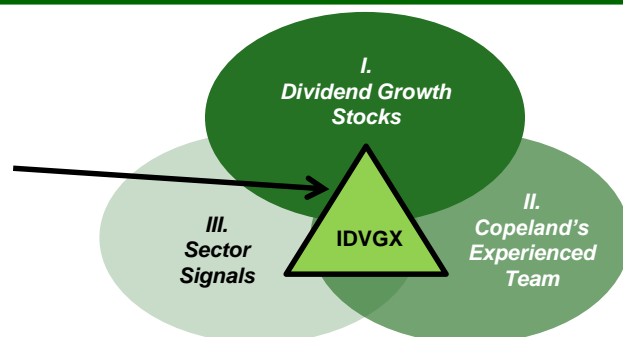 I.
Dividend Growth
Stocks
III.
Sector
Signals
IDVGX
II.
Copeland's
Experienced
Team